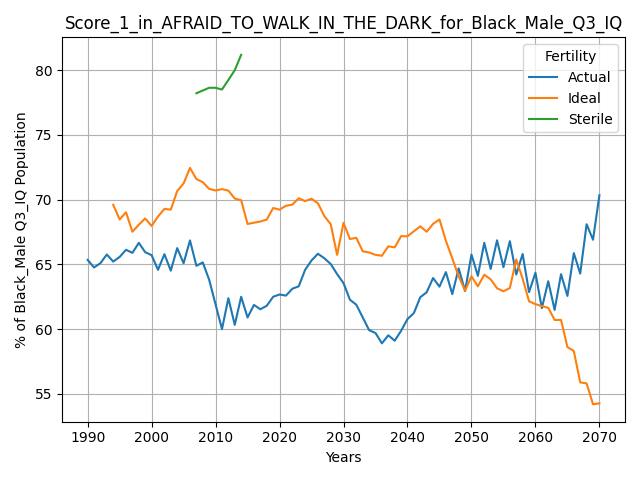 Score_1_in_AFRAID_TO_WALK_IN_THE_DARK_for_Black_Male_Q3_IQ
Fertility
Actual
Ideal
Sterile
% of Black_Male Q3_IQ Population
80
75
70
65
60
55
1990 2000 2010 2020 2030 2040 2050 2060 2070
Years